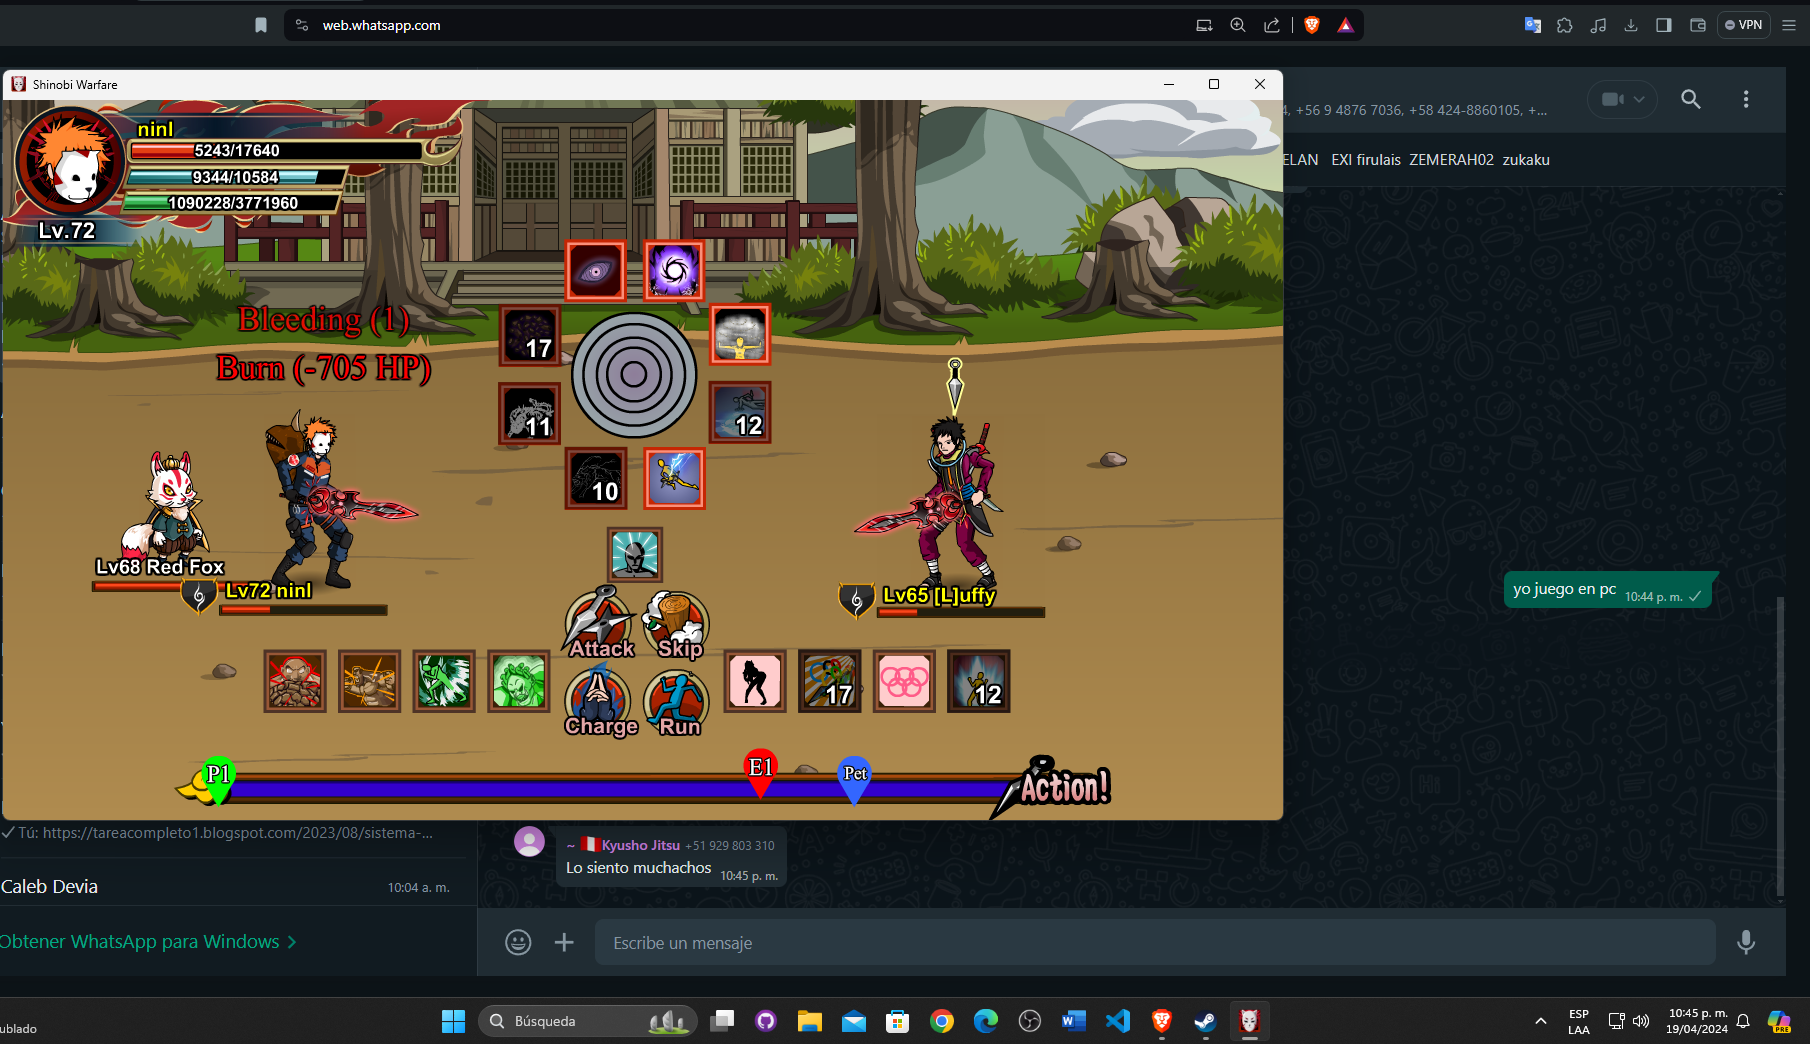 web.whatsapp.com
VPN
Shinobi Warfare
ninl
5243/17640
9344/10584
1090228/3771960
Lv.72
4, +56 9 4876 7036, +58 424-8860105, +...
ELAN EXI firulais ZEMERAH02 zukaku
Bleeding (1)
Burn (-705 HP)
17
11
12
10
Lv68 Red Fox
Lv72 ninl
Lv65 [L]uffy
yo juego en pc 10:44 p. m.
Attack
Skip
17
12
Charge
Run
P1
E1
Pet
Action!
Tú: https://tareacompleto1.blogspot.com/2023/08/sistema-...
~ Kyusho Jitsu +51 929 803 310
Lo siento muchachos 10:45 p. m.
Caleb Devia
10:04 a. m.
Obtener WhatsApp para Windows
Escribe un mensaje
ublado
Búsqueda
ESP
LAA
10:45 p. m.
19/04/2024
PRE